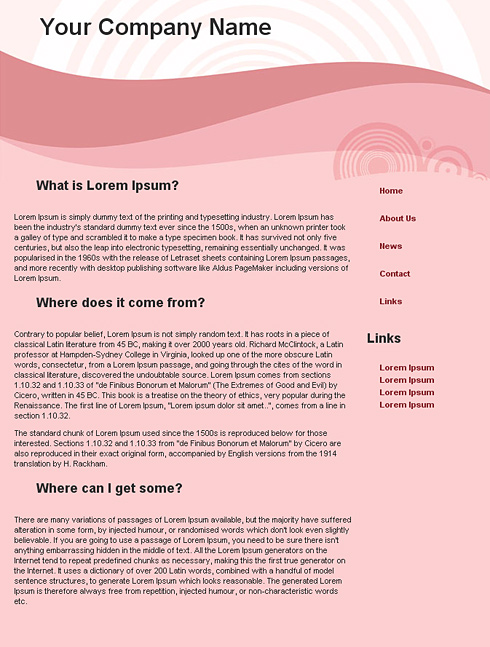 Your Company Name
What is Lorem Ipsum?
Lorem Ipsum is simply dummy text of the printing and typesetting industry. Lorem Ipsum has
been the industry's standard dummy text ever since the 1500s, when an unknown printer took
a galley of type and scrambled it to make a type specimen book. It has survived not only five
centuries, but also the leap into electronic typesetting, remaining essentially unchanged. It was
popularised in the 1960s with the release of Letraset sheets containing Lorem Ipsum passages,
and more recently with desktop publishing software like Aldus PageMaker including versions of
Lorem Ipsum.
Where does it come from?
Contrary to popular belief, Lorem Ipsum is not simply random text. It has roots in a piece of
classical Latin literature from 45 BC, making it over 2000 years old. Richard McClintock, a Latin
professor at Hampden-Sydney College in Virginia, looked up one of the more obscure Latin
words, consectetur, from a Lorem Ipsum passage, and going through the cites of the word in
classical literature, discovered the undoubtable source. Lorem Ipsum comes from sections
1.10.32 and 1.10.33 of "de Finibus Bonorum et Malorum" (The Extremes of Good and Evil) by
Cicero, written in 45 BC. This book is a treatise on the theory of ethics, very popular during the
Renaissance. The first line of Lorem Ipsum, "Lorem ipsum dolor sit amet..", comes from a line in
section 1.10.32.
The standard chunk of Lorem Ipsum used since the 1500s is reproduced below for those
interested. Sections 1.10.32 and 1.10.33 from "de Finibus Bonorum et Malorum" by Cicero are
also reproduced in their exact original form, accompanied by English versions from the 1914
translation by H. Rackham.
Where can I get some?
There are many variations of passages of Lorem Ipsum available, but the majority have suffered
alteration in some form, by injected humour, or randomised words which don't look even slightly
believable. If you are going to use a passage of Lorem Ipsum, you need to be sure there isn't
anything embarrassing hidden in the middle of text. All the Lorem Ipsum generators on the
Internet tend to repeat predefined chunks as necessary, making this the first true generator on
the Internet. It uses a dictionary of over 200 Latin words, combined with a handful of model
sentence structures, to generate Lorem Ipsum which looks reasonable. The generated Lorem
Ipsum is therefore always free from repetition, injected humour, or non-characteristic words
etc.
Home
About Us
News
Contact
Links
Links
Lorem Ipsum
Lorem Ipsum
Lorem Ipsum
Lorem Ipsum